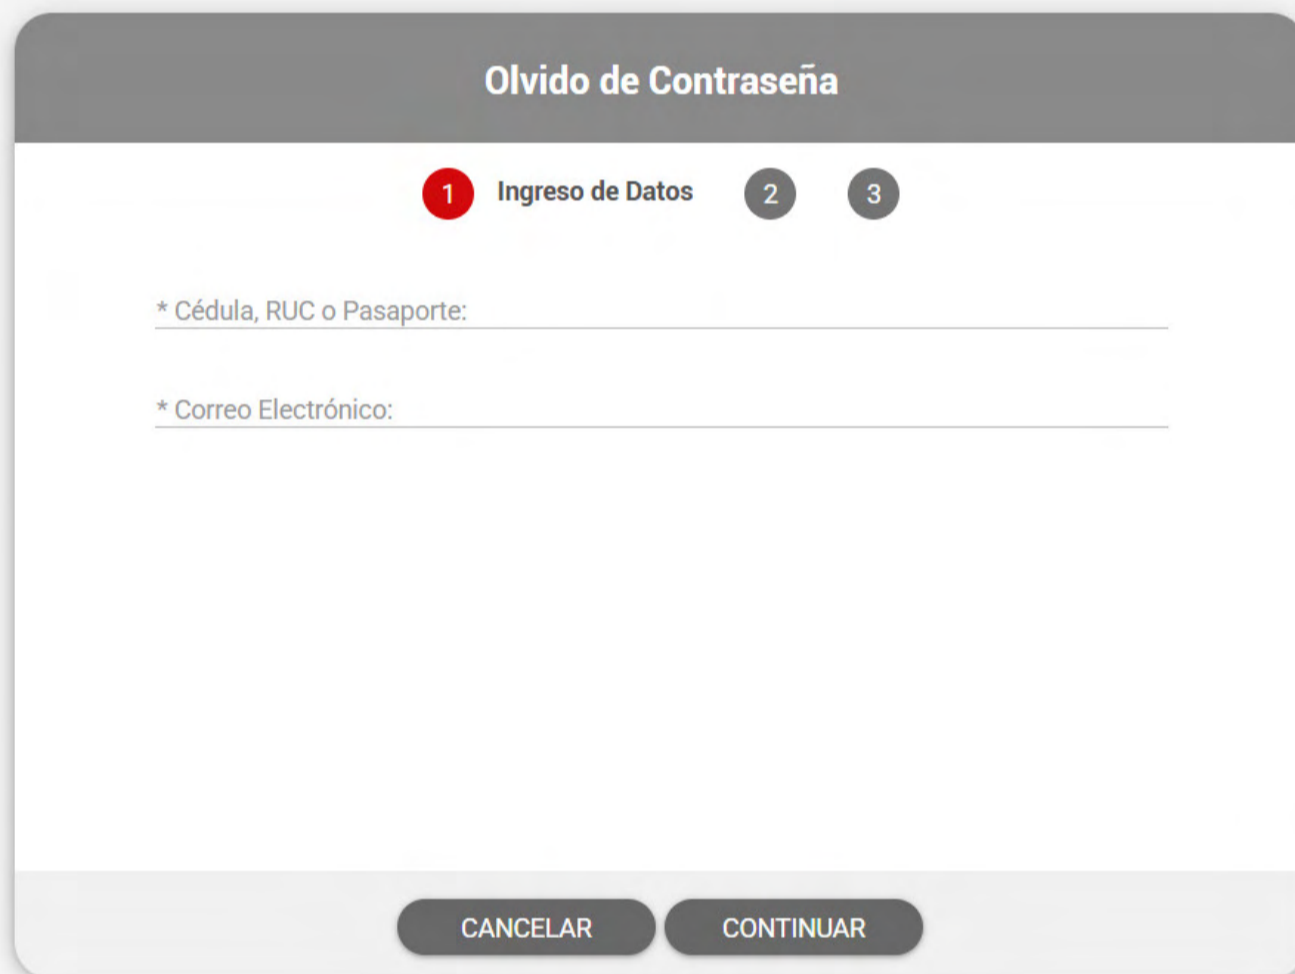 Olvido de Contraseña
1 Ingreso de Datos 2 3
* Cédula, RUC o Pasaporte:
* Correo Electrónico:
CANCELAR CONTINUAR